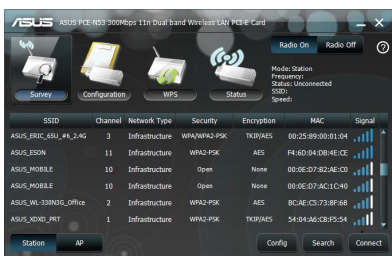 ASUS ASUS PCE-N53 300Mbps 11n Dual band Wireless LAN PCI-E Card
Radio On Radio Off
Mode: Station
Frequency:
Status: Unconnected
SSID:
Speed:
Survey Configuration WPS Status
SSID Channel Network Type Security Encryption MAC Signal
ASUS_ERIC_65U_#6_2.4G 3 Infrastructure WPA/WPA2-PSK TKIP/AES 00:25:89:00:01:04
ASUS_ESON 11 Infrastructure WPA2-PSK AES F4:6D:04:DB:4E:CE
ASUS_MOBILE 10 Infrastructure Open None 00:0E:D7:B2:AE:C0
ASUS_MOBILE 10 Infrastructure Open None 00:0E:D7:AC:1C:40
ASUS_WL-330N3G_Office 2 Infrastructure WPA2-PSK AES BC:AE:C5:73:8F:68
ASUS_XDXD_PRT 1 Infrastructure WPA2-PSK TKIP/AES 54:04:A6:CB:F5:54
Station AP Config Search Connect